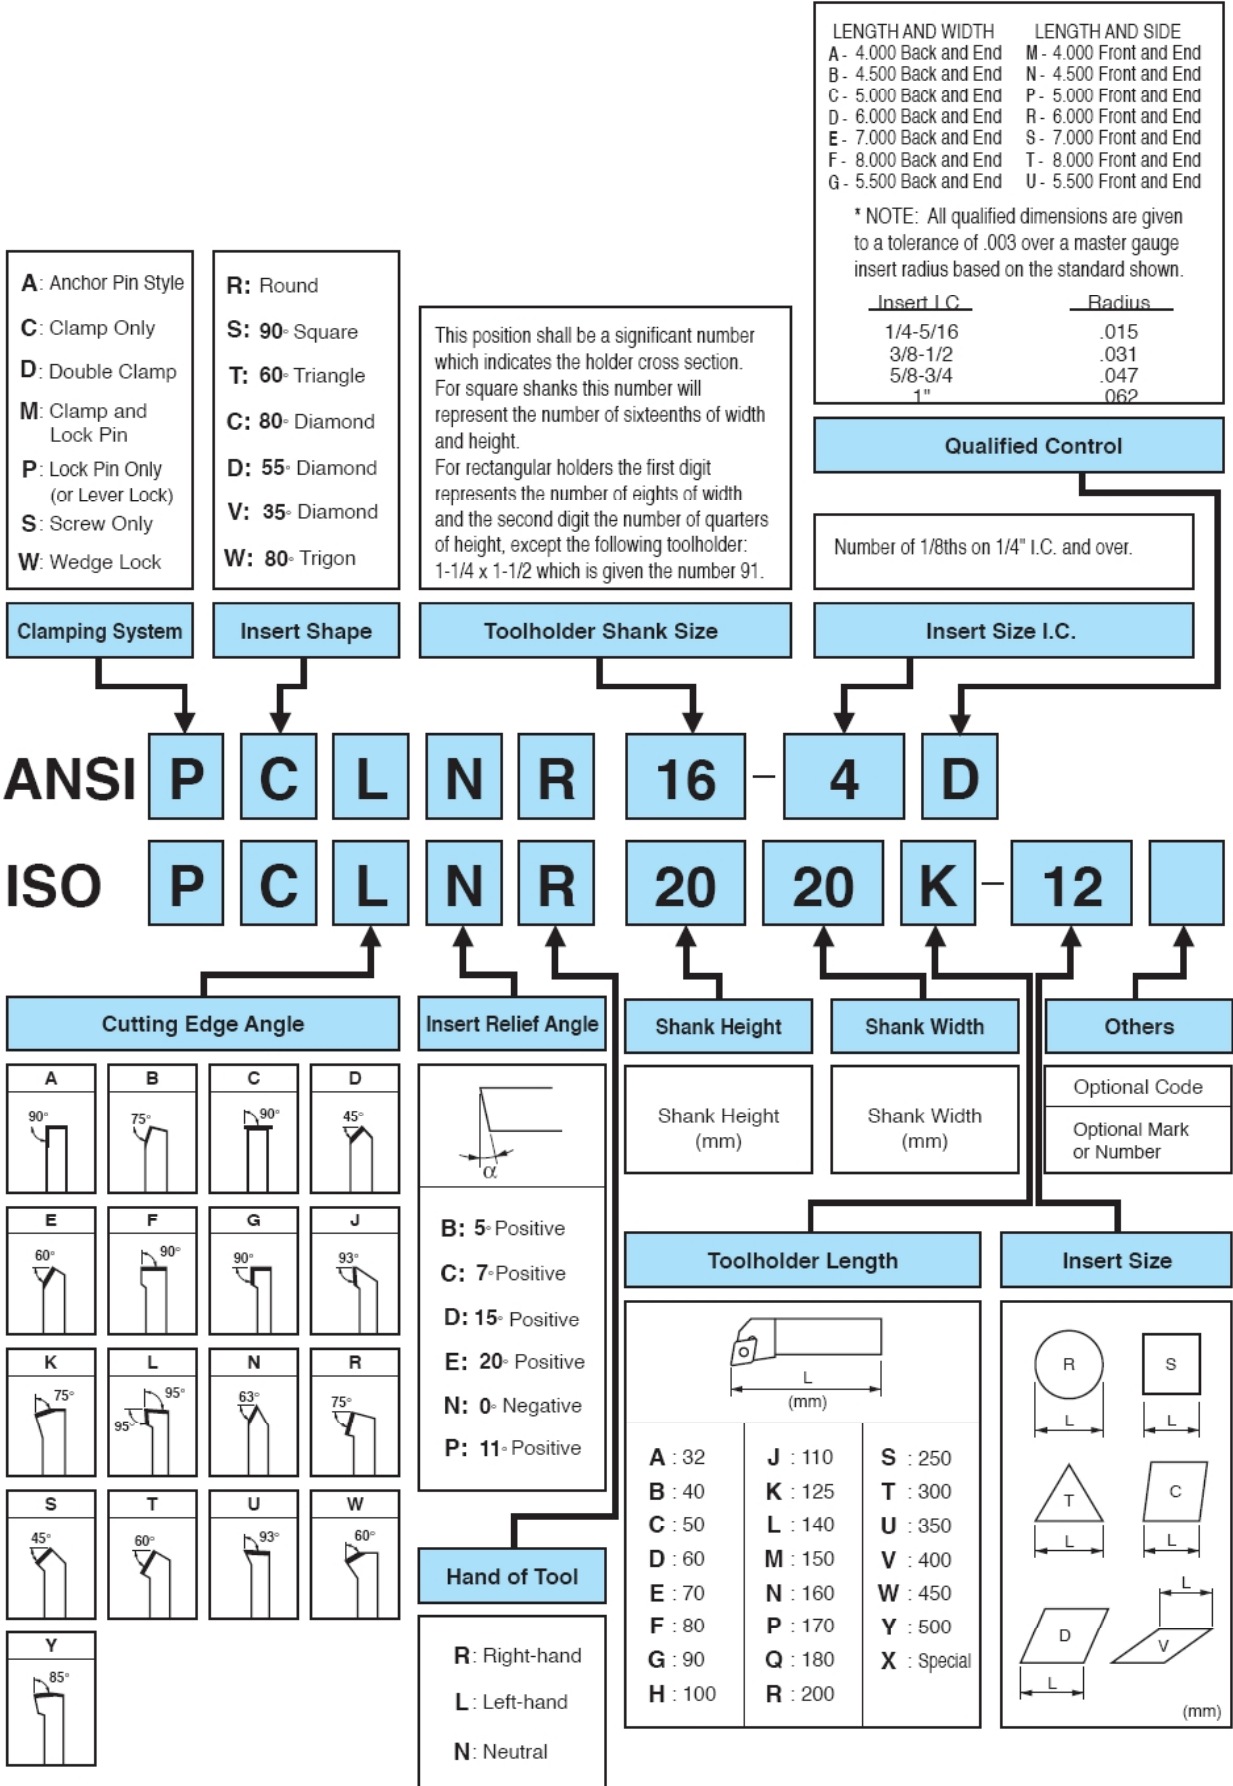 LENGTH AND WIDTH LENGTH AND SIDE
A - 4.000 Back and End M - 4.000 Front and End
B - 4.500 Back and End N - 4.500 Front and End
C - 5.000 Back and End P - 5.000 Front and End
D - 6.000 Back and End R - 6.000 Front and End
E - 7.000 Back and End S - 7.000 Front and End
F - 8.000 Back and End T - 8.000 Front and End
G - 5.500 Back and End U - 5.500 Front and End
* NOTE: All qualified dimensions are given
to a tolerance of .003 over a master gauge
insert radius based on the standard shown.
Insert I.C Radius
1/4-5/16 .015
3/8-1/2 .031
5/8-3/4 .047
1" .062
Qualified Control
A: Anchor Pin Style
C: Clamp Only
D: Double Clamp
M: Clamp and
Lock Pin
P: Lock Pin Only
(or Lever Lock)
S: Screw Only
W: Wedge Lock
Clamping System
R: Round
S: 90° Square
T: 60° Triangle
C: 80° Diamond
D: 55° Diamond
V: 35° Diamond
W: 80° Trigon
Insert Shape
This position shall be a significant number
which indicates the holder cross section.
For square shanks this number will
represent the number of sixteenths of width
and height.
For rectangular holders the first digit
represents the number of eights of width
and the second digit the number of quarters
of height, except the following toolholder:
1-1/4 x 1-1/2 which is given the number 91.
Toolholder Shank Size
Number of 1/8ths on 1/4" I.C. and over.
Insert Size I.C.
ANSI P C L N R 16 - 4 D
ISO P C L N R 20 20 K - 12
Cutting Edge Angle
A B C D
90° 75° 90° 45°
E F G J
60° 90° 90° 93°
K L N R
75° 95° 95° 63° 75°
S T U W
45° 60° 93° 60°
Y
85°
Insert Relief Angle
α
B: 5° Positive
C: 7° Positive
D: 15° Positive
E: 20° Positive
N: 0° Negative
P: 11° Positive
Hand of Tool
R: Right-hand
L: Left-hand
N: Neutral
Shank Height
Shank Height
(mm)
Shank Width
Shank Width
(mm)
Others
Optional Code
Optional Mark
or Number
Toolholder Length
L
(mm)
A : 32 J : 110 S : 250
B : 40 K : 125 T : 300
C : 50 L : 140 U : 350
D : 60 M : 150 V : 400
E : 70 N : 160 W : 450
F : 80 P : 170 Y : 500
G : 90 Q : 180 X : Special
H : 100 R : 200
Insert Size
R S
L L
T C
L L
L
D V
L
(mm)